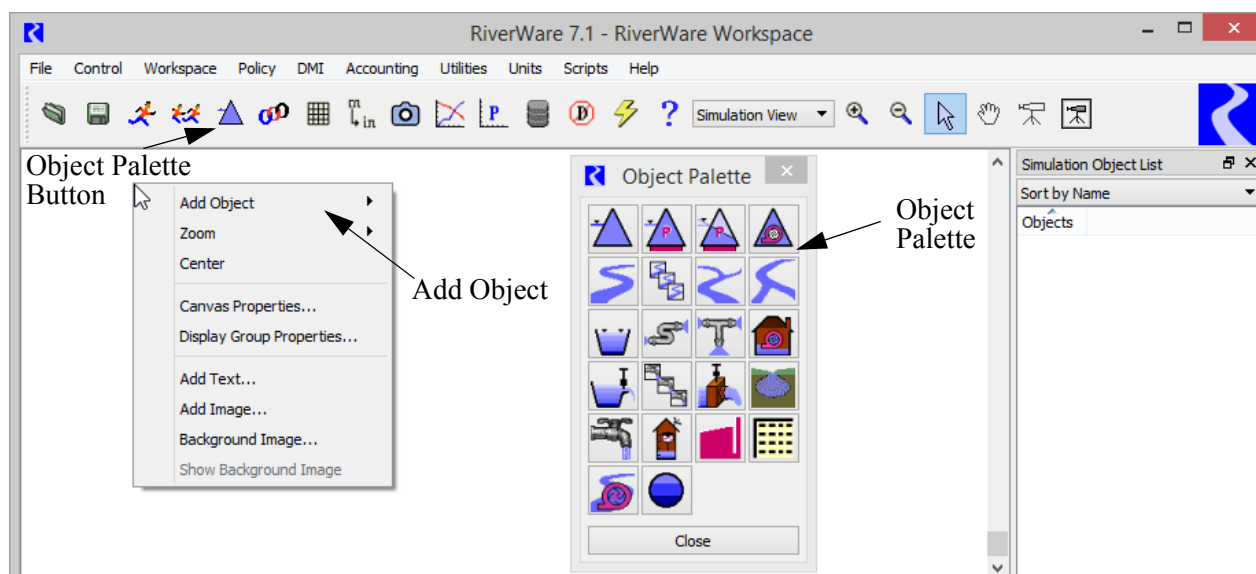 RiverWare 7.1 - RiverWare Workspace
File Control Workspace Policy DMI Accounting Utilities Units Scripts Help
m in P D ? Simulation View
Object Palette
Button
Add Object
Zoom
Center
Canvas Properties...
Display Group Properties...
Add Text...
Add Image...
Background Image...
Show Background Image
Add Object
Object Palette
P P
Close
Object
Palette
Simulation Object List
Sort by Name
Objects